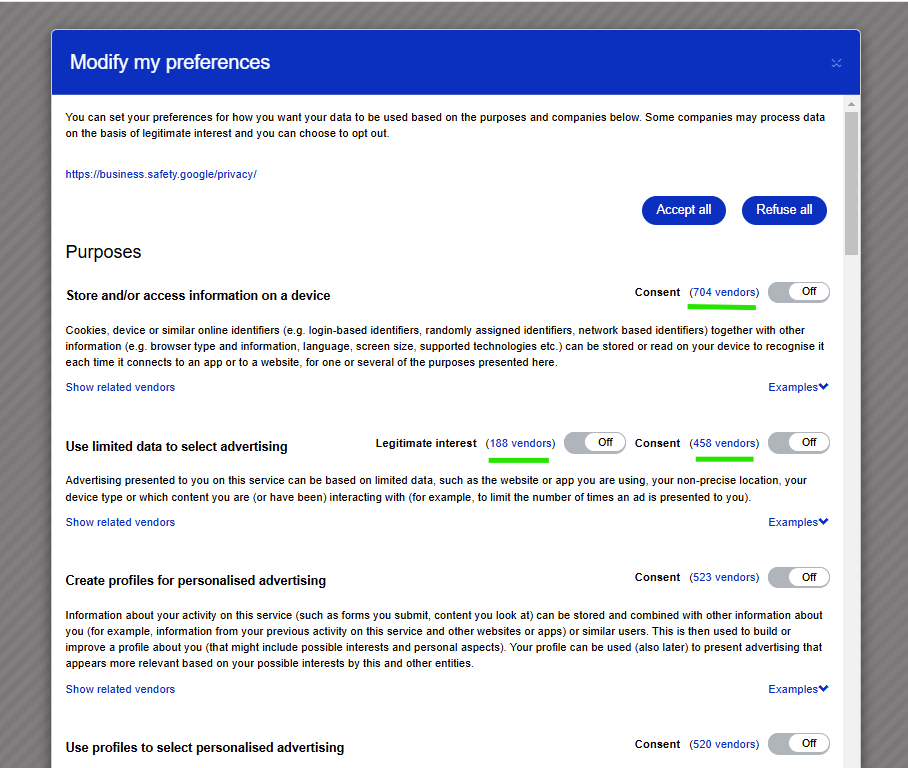 Modify my preferences
You can set your preferences for how you want your data to be used based on the purposes and companies below. Some companies may process data
on the basis of legitimate interest and you can choose to opt out.
https://business.safety.google/privacy/
Accept all Refuse all
Purposes
Store and/or access information on a device Consent (704 vendors) Off
Cookies, device or similar online identifiers (e.g. login-based identifiers, randomly assigned identifiers, network based identifiers) together with other
information (e.g. browser type and information, language, screen size, supported technologies etc.) can be stored or read on your device to recognise it
each time it connects to an app or to a website, for one or several of the purposes presented here.
Show related vendors Examples
Use limited data to select advertising Legitimate interest (188 vendors) Off Consent (458 vendors) Off
Advertising presented to you on this service can be based on limited data, such as the website or app you are using, your non-precise location, your
device type or which content you are (or have been) interacting with (for example, to limit the number of times an ad is presented to you).
Show related vendors Examples
Create profiles for personalised advertising Consent (523 vendors) Off
Information about your activity on this service (such as forms you submit, content you look at) can be stored and combined with other information about
you (for example, information from your previous activity on this service and other websites or apps) or similar users. This is then used to build or
improve a profile about you (that might include possible interests and personal aspects). Your profile can be used (also later) to present advertising that
appears more relevant based on your possible interests by this and other entities.
Show related vendors Examples
Use profiles to select personalised advertising Consent (520 vendors) Off